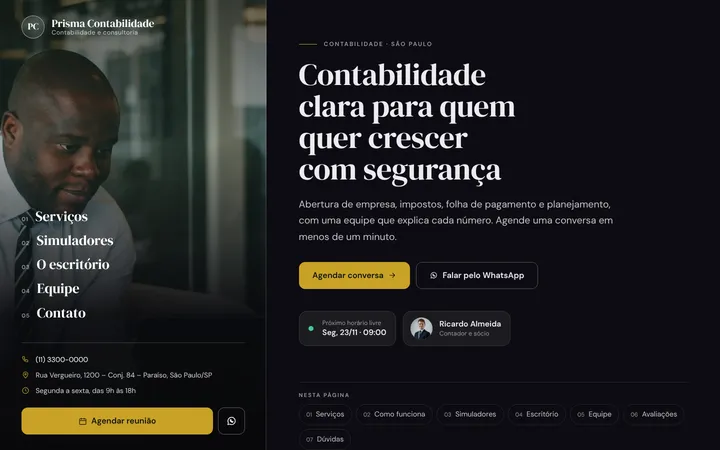 PC
Prisma Contabilidade
Contabilidade e consultoria
01 Serviços
02 Simuladores
03 O escritório
04 Equipe
05 Contato
(11) 3300-0000
Rua Vergueiro, 1200 – Conj. 84 – Paraíso, São Paulo/SP
Segunda a sexta, das 9h às 18h
Agendar reunião
CONTABILIDADE · SÃO PAULO
Contabilidade
clara para quem
quer crescer
com segurança
Abertura de empresa, impostos, folha de pagamento e planejamento,
com uma equipe que explica cada número. Agende uma conversa em
menos de um minuto.
Agendar conversa →
Falar pelo WhatsApp
Próximo horário livre
Seg, 23/11 · 09:00
Ricardo Almeida
Contador e sócio
NESTA PÁGINA
01 Serviços
02 Como funciona
03 Simuladores
04 Escritório
05 Equipe
06 Avaliações
07 Dúvidas